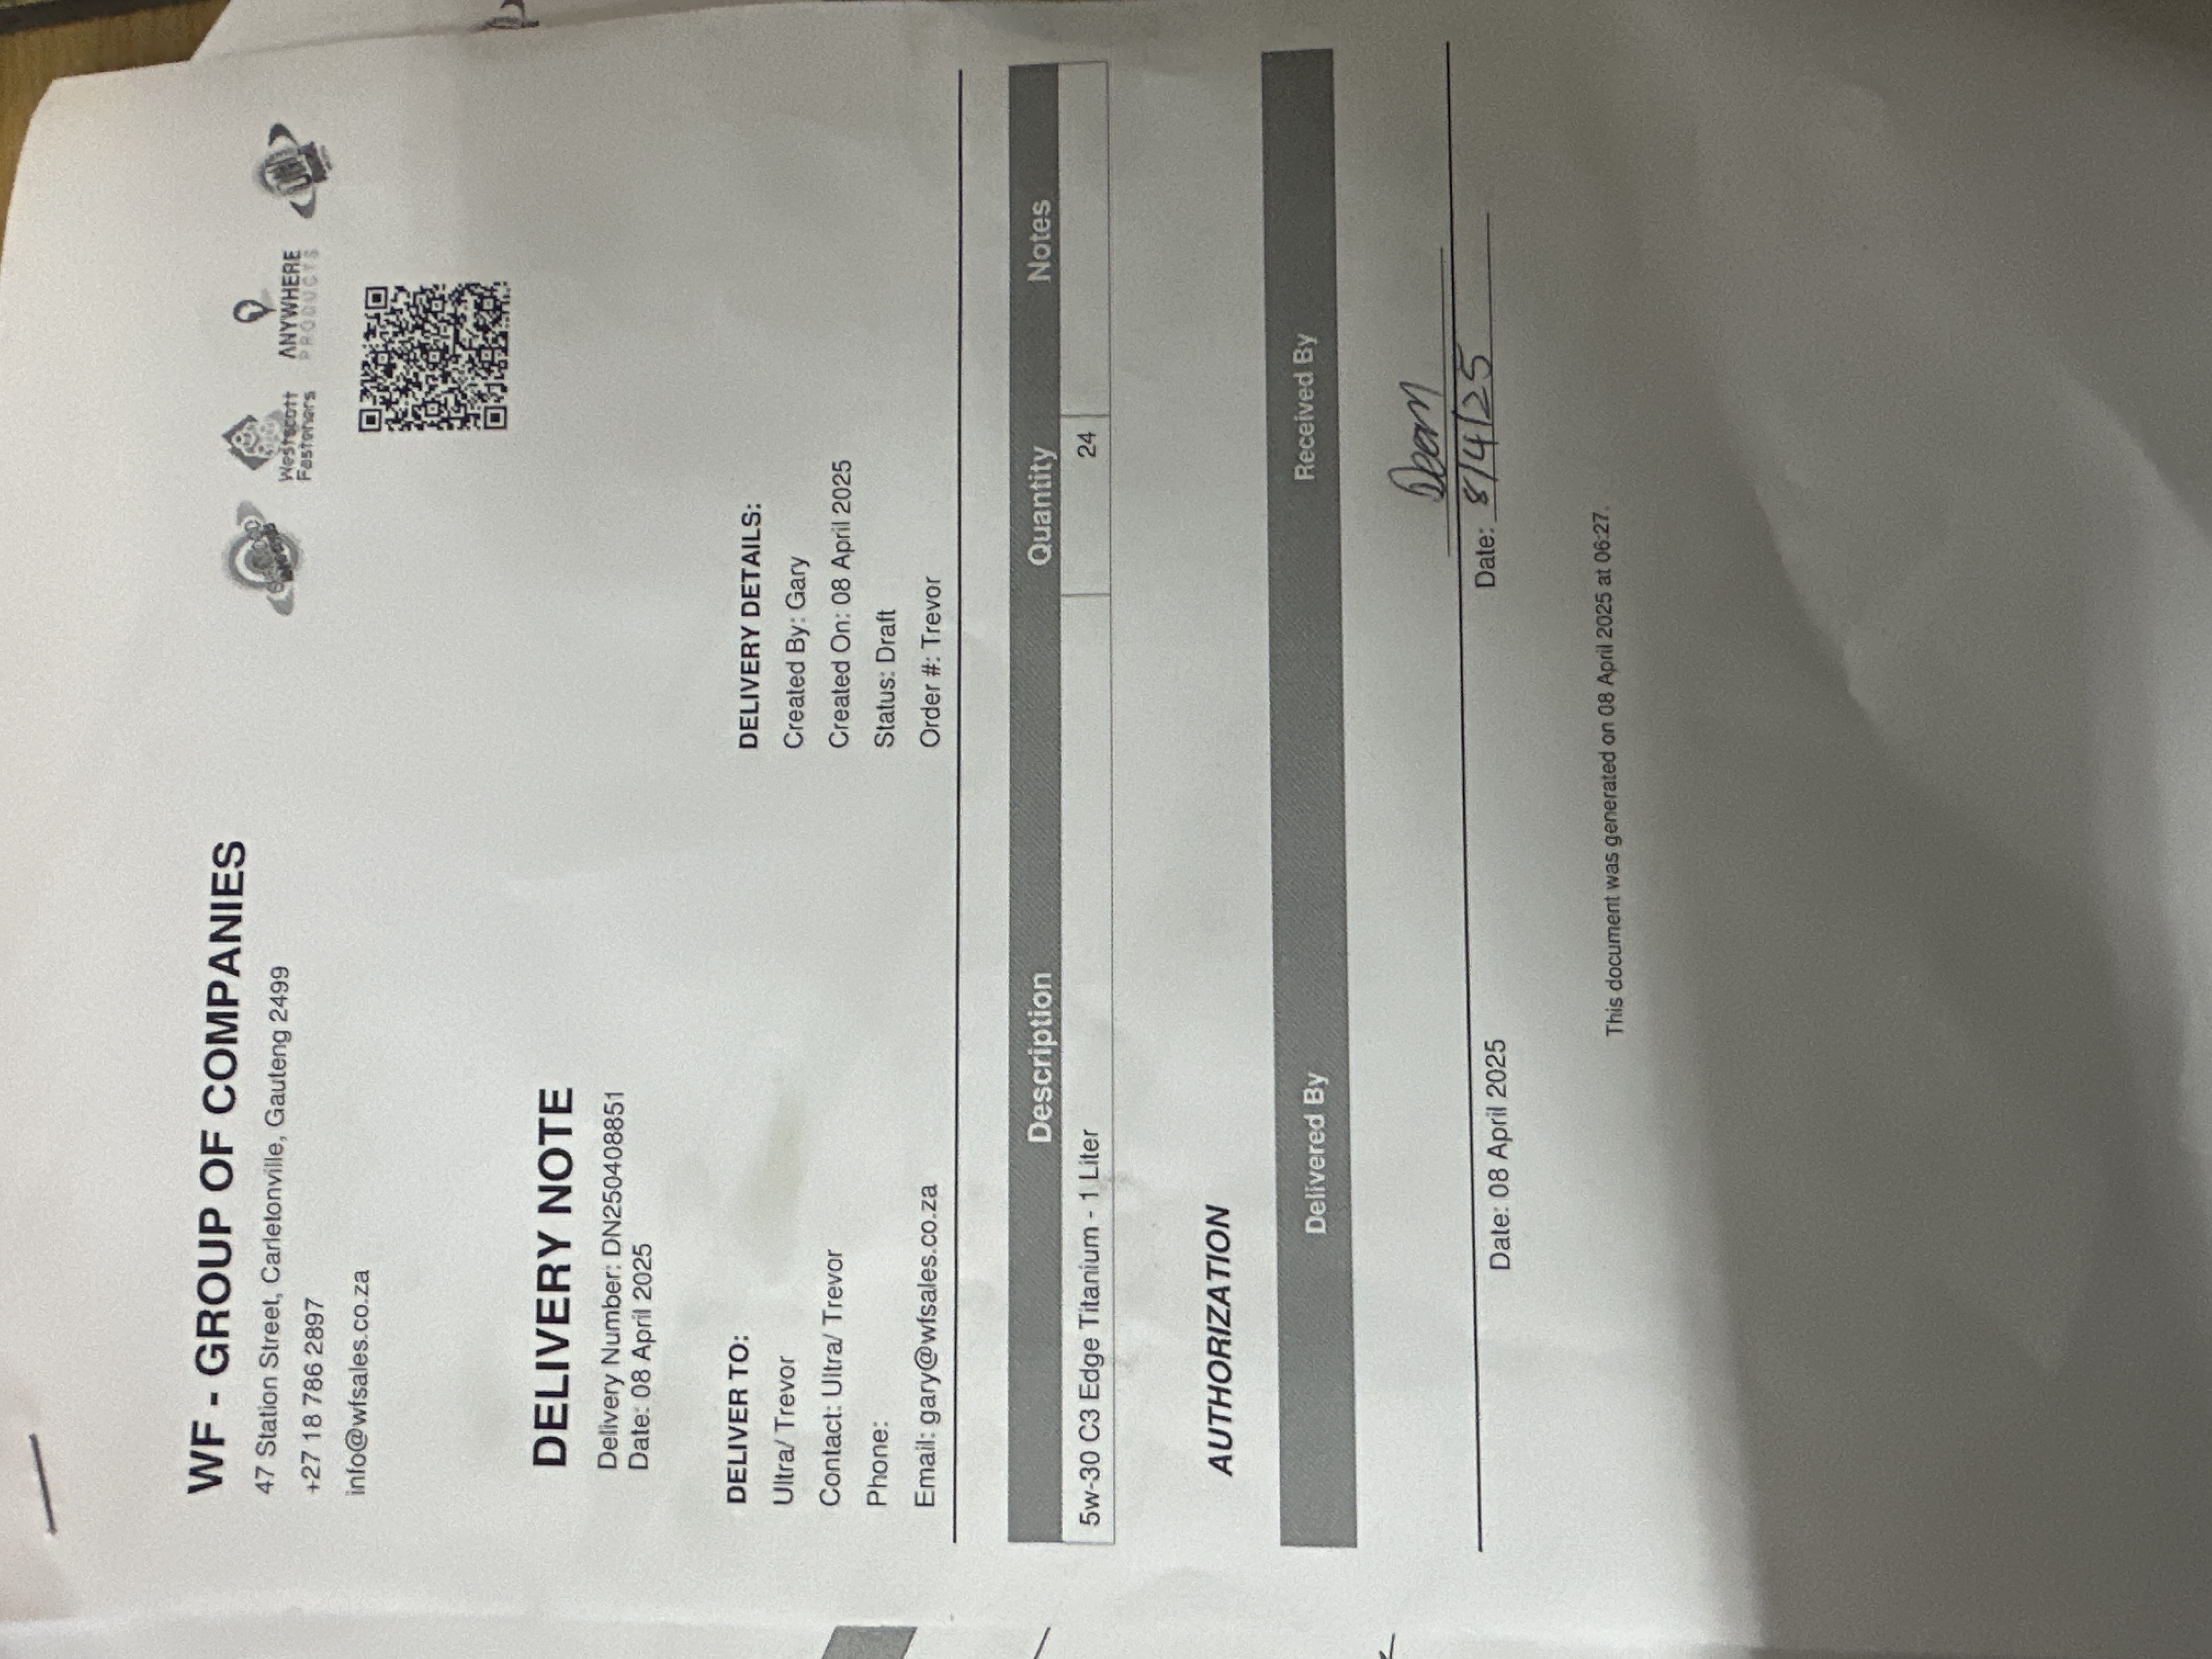 WF - GROUP OF COMPANIES
47 Station Street, Carletonville, Gauteng 2499
+27 18 786 2897
info@wfsales.co.za
Westscott
Fasteners
ANYWHERE
PRODUCTS
DELIVERY NOTE
Delivery Number: DN250408851
Date: 08 April 2025
DELIVER TO:
Ultra/ Trevor
Contact: Ultra/ Trevor
Phone:
Email: gary@wfsales.co.za
DELIVERY DETAILS:
Created By: Gary
Created On: 08 April 2025
Status: Draft
Order #: Trevor
Description Quantity Notes
5w-30 C3 Edge Titanium - 1 Liter 24
AUTHORIZATION
Delivered By Received By
Date: 08 April 2025
Date: 8/4/25
This document was generated on 08 April 2025 at 06:27.